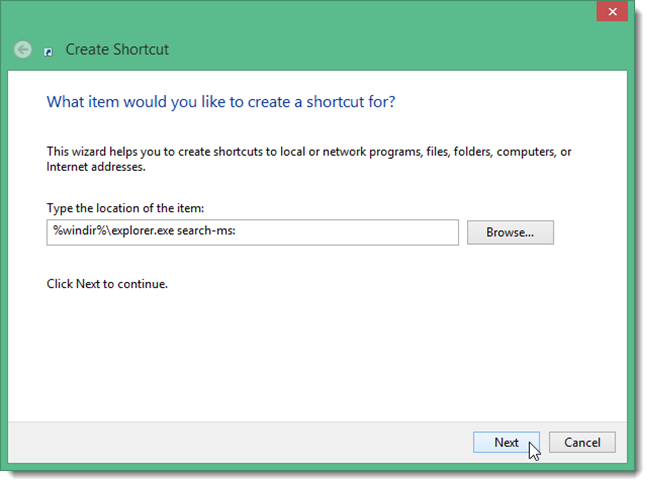 Create Shortcut
What item would you like to create a shortcut for?
This wizard helps you to create shortcuts to local or network programs, files, folders, computers, or
Internet addresses.
Type the location of the item:
%windir%\explorer.exe search-ms:
Browse...
Click Next to continue.
Next
Cancel